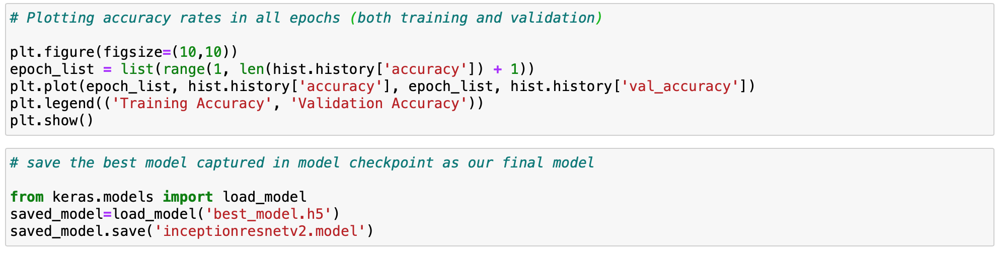 # Plotting accuracy rates in all epochs (both training and validation)
plt.figure(figsize=(10,10))
epoch_list = list(range(1, len(hist.history['accuracy']) + 1))
plt.plot(epoch_list, hist.history['accuracy'], epoch_list, hist.history['val_accuracy'])
plt.legend(('Training Accuracy', 'Validation Accuracy'))
plt.show()
# save the best model captured in model checkpoint as our final model
from keras.models import load_model
saved_model=load_model('best_model.h5')
saved_model.save('inceptionresnetv2.model')